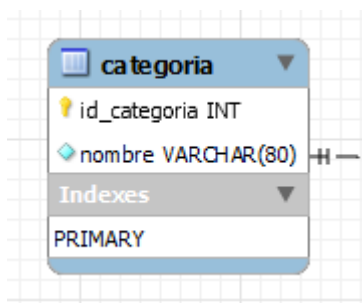 categoria
id_categoria INT
nombre VARCHAR(80)
Indexes
PRIMARY